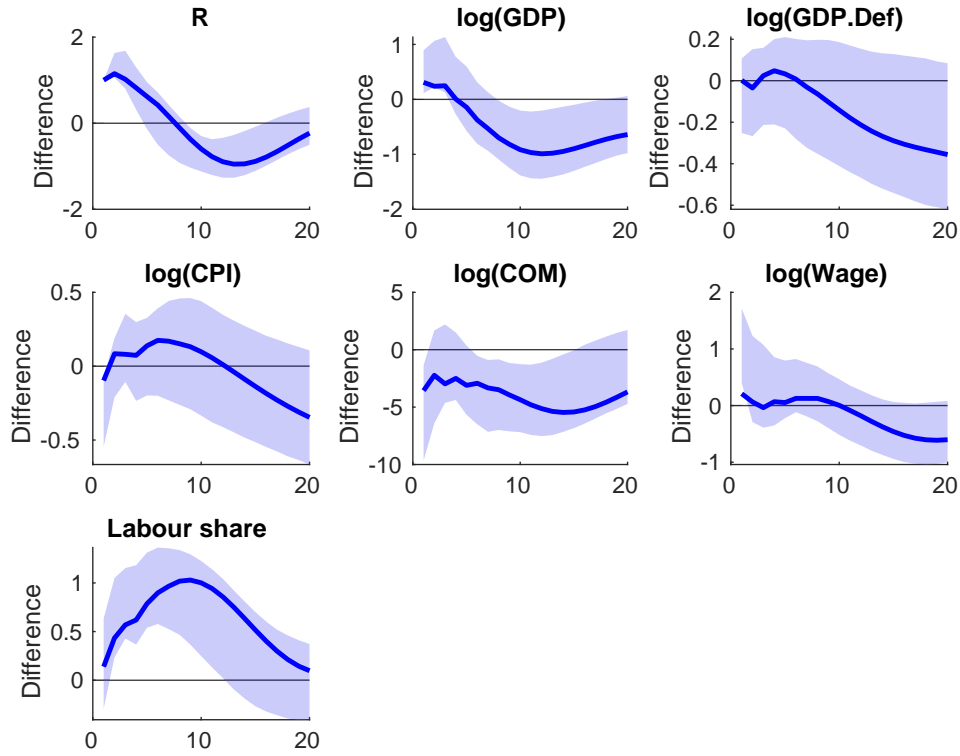 R
2
0
-2
Difference
0 10 20
log(GDP)
1
0
-1
-2
Difference
0 10 20
log(GDP.Def)
0.2
0
-0.2
-0.4
-0.6
Difference
0 10 20
log(CPI)
0.5
0
-0.5
Difference
0 10 20
log(COM)
5
0
-5
-10
Difference
0 10 20
log(Wage)
2
1
0
-1
Difference
0 10 20
Labour share
1
0.5
0
Difference
0 10 20